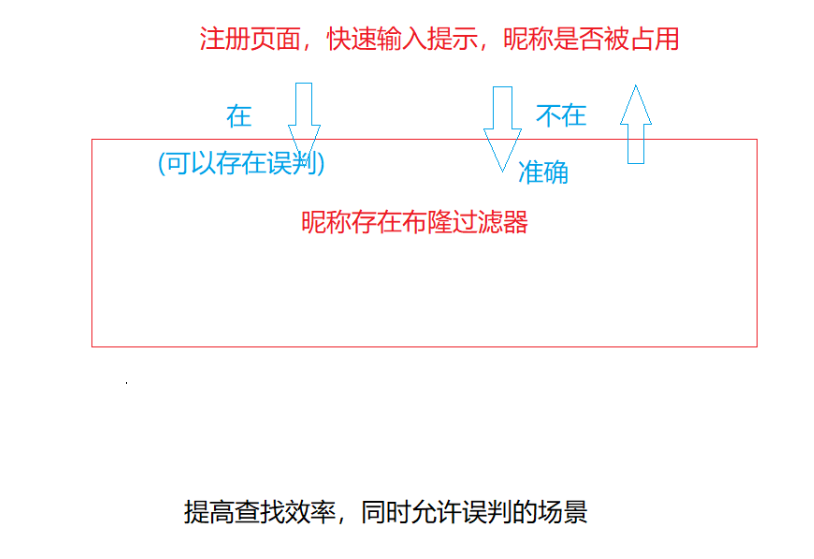 注册页面，快速输入提示，昵称是否被占用
在
不在
(可以存在误判)
准确
昵称存在布隆过滤器
提高查找效率，同时允许误判的场景